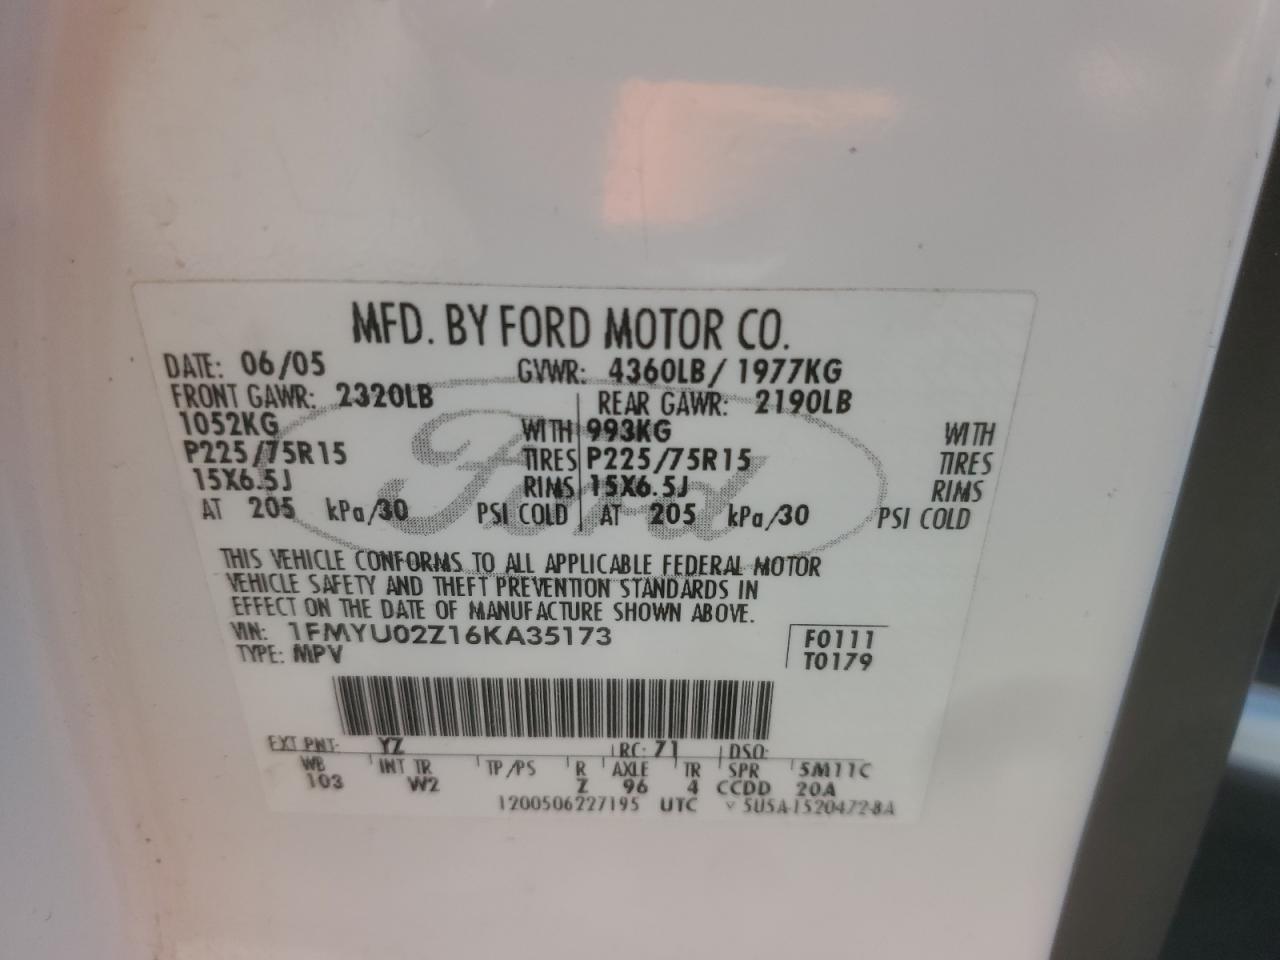 MFD. BY FORD MOTOR CO.
DATE: 06/05 GVWR: 4360LB/ 1977KG
FRONT GAWR: 2320LB REAR GAWR: 2190LB
1052KG WITH 993KG WITH
P225/75R15 TIRES P225/75R15 TIRES
15X6.5J RIMS 15X6.5J RIMS
AT 205 kPa/30 PSI COLD AT 205 kPa/30 PSI COLD
Ford
THIS VEHICLE CONFORMS TO ALL APPLICABLE FEDERAL MOTOR
VEHICLE SAFETY AND THEFT PREVENTION STANDARDS IN
EFFECT ON THE DATE OF MANUFACTURE SHOWN ABOVE.
VIN: 1FMYU02Z16KA35173 F0111
TYPE: MPV T0179
EXT PNT: YZ RC: 71 DSO:
WB INT TR TP/PS R AXLE TR SPR 5M11C
103 W2 Z 96 4 CCDD 20A
1200506227195 UTC V 5U5A-1520472-BA